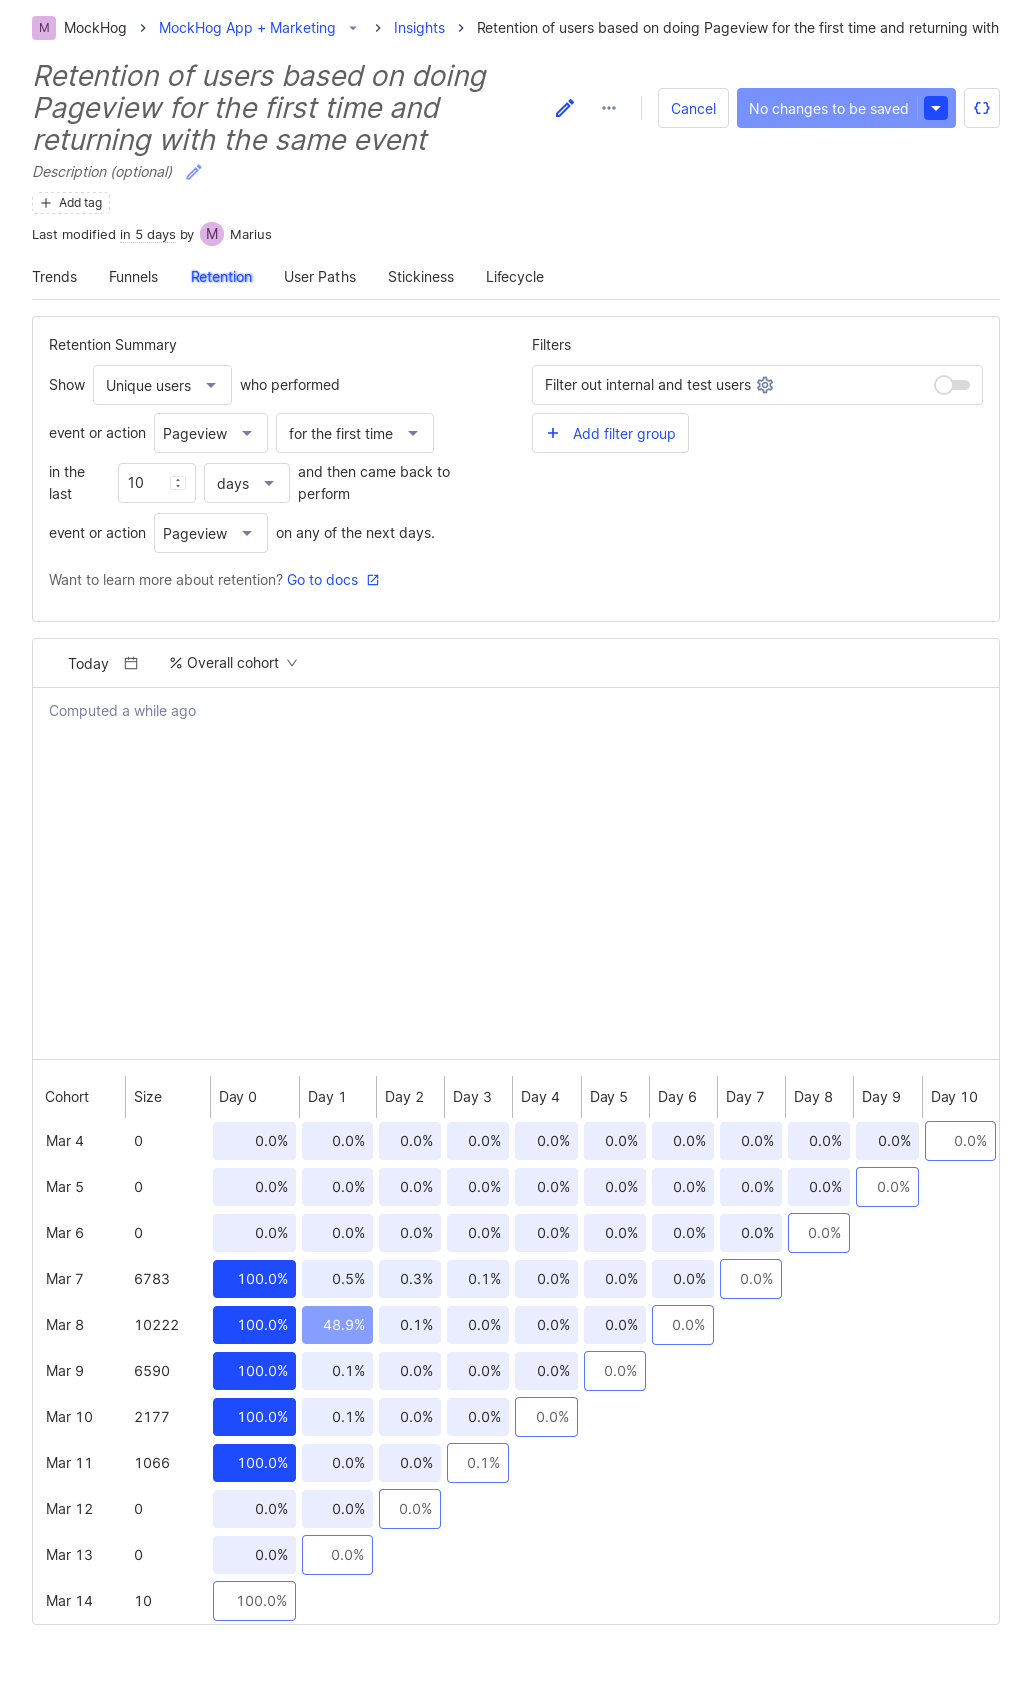 M MockHog > MockHog App + Marketing > Insights > Retention of users based on doing Pageview for the first time and returning with
Retention of users based on doing
Pageview for the first time and
returning with the same event
Cancel No changes to be saved
Description (optional)
+ Add tag
Last modified in 5 days by M Marius
Trends Funnels Retention User Paths Stickiness Lifecycle
Retention Summary
Show Unique users who performed
event or action Pageview for the first time
in the last 10 days and then came back to perform
event or action Pageview on any of the next days.
Want to learn more about retention? Go to docs
Filters
Filter out internal and test users
+ Add filter group
Today % Overall cohort
Computed a while ago
Cohort Size Day 0 Day 1 Day 2 Day 3 Day 4 Day 5 Day 6 Day 7 Day 8 Day 9 Day 10
Mar 4 0 0.0% 0.0% 0.0% 0.0% 0.0% 0.0% 0.0% 0.0% 0.0% 0.0% 0.0%
Mar 5 0 0.0% 0.0% 0.0% 0.0% 0.0% 0.0% 0.0% 0.0% 0.0% 0.0%
Mar 6 0 0.0% 0.0% 0.0% 0.0% 0.0% 0.0% 0.0% 0.0% 0.0%
Mar 7 6783 100.0% 0.5% 0.3% 0.1% 0.0% 0.0% 0.0% 0.0%
Mar 8 10222 100.0% 48.9% 0.1% 0.0% 0.0% 0.0% 0.0%
Mar 9 6590 100.0% 0.1% 0.0% 0.0% 0.0% 0.0%
Mar 10 2177 100.0% 0.1% 0.0% 0.0% 0.0%
Mar 11 1066 100.0% 0.0% 0.0% 0.1%
Mar 12 0 0.0% 0.0% 0.0%
Mar 13 0 0.0% 0.0%
Mar 14 10 100.0%